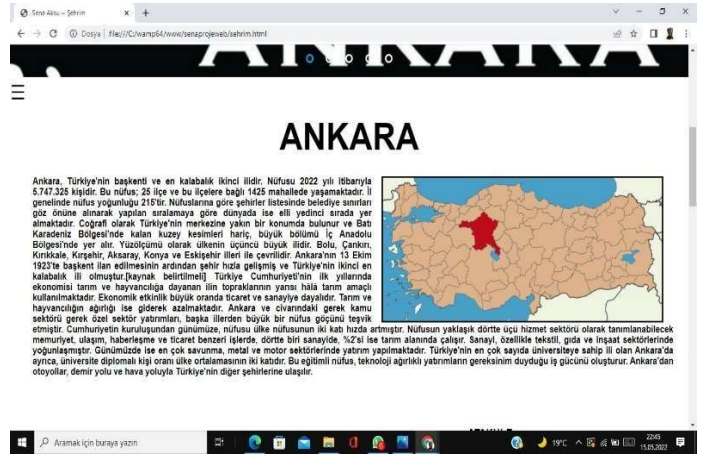 Sena Aktu – Şehrim
Dosya | file:///C:/wamp64/www/senaprojeweb/sehrim.html
ANKARA
ANKARA
Ankara, Türkiye'nin başkenti ve en kalabalık ikinci ilidir. Nüfusu 2022 yılı itibarıyla
5.747.325 kişidir. Bu nüfus; 25 ilçe ve bu ilçelere bağlı 1425 mahallede yaşamaktadır. İl
genelinde nüfus yoğunluğu 215'tir. Nüfuslarına göre şehirler listesinde belediye sınırları
göz önüne alınarak yapılan sıralamaya göre dünyada ise elli yedinci sırada yer
almaktadır. Coğrafi olarak Türkiye'nin merkezine yakın bir konumda bulunur ve Batı
Karadeniz Bölgesi'nde kalan kuzey kesimleri hariç, büyük bölümü İç Anadolu
Bölgesi'nde yer alır. Yüzölçümü olarak ülkenin üçüncü büyük ilidir. Bolu, Çankırı,
Kırıkkale, Kırşehir, Aksaray, Konya ve Eskişehir illeri ile çevrilidir. Ankara'nın 13 Ekim
1923'te başkent ilan edilmesinin ardından şehir hızla gelişmiş ve Türkiye'nin ikinci en
kalabalık ili olmuştur.[kaynak belirtilmeli] Türkiye Cumhuriyeti'nin ilk yıllarında
ekonomisi tarım ve hayvancılığa dayanan ilin topraklarının yarısı hâlâ tarım amaçlı
kullanılmaktadır. Ekonomik etkinlik büyük oranda ticaret ve sanayiye dayalıdır. Tarım ve
hayvancılığın ağırlığı ise giderek azalmaktadır. Ankara ve civarındaki gerek kamu
sektörü gerek özel sektör yatırımları, başka illerden büyük bir nüfus göçünü teşvik
etmiştir. Cumhuriyetin kuruluşundan günümüze, nüfusu ülke nüfusunun iki katı hızda artmıştır. Nüfusun yaklaşık dörtte üçü hizmet sektörü olarak tanımlanabilecek
memuriyet, ulaşım, haberleşme ve ticaret benzeri işlerde, dörtte biri sanayide, %2'si ise tarım alanında çalışır. Sanayi, özellikle tekstil, gıda ve inşaat sektörlerinde
yoğunlaşmıştır. Günümüzde ise en çok savunma, metal ve motor sektörlerinde yatırım yapılmaktadır. Türkiye'nin en çok sayıda üniversiteye sahip ili olan Ankara'da
ayrıca, üniversite diplomalı kişi oranı ülke ortalamasının iki katıdır. Bu eğitimli nüfus, teknoloji ağırlıklı yatırımların gereksinim duyduğu iş gücünü oluşturur. Ankara'dan
otoyollar, demir yolu ve hava yoluyla Türkiye'nin diğer şehirlerine ulaşılır.
Aramak için buraya yazın
19°C
22:45
15.05.2022